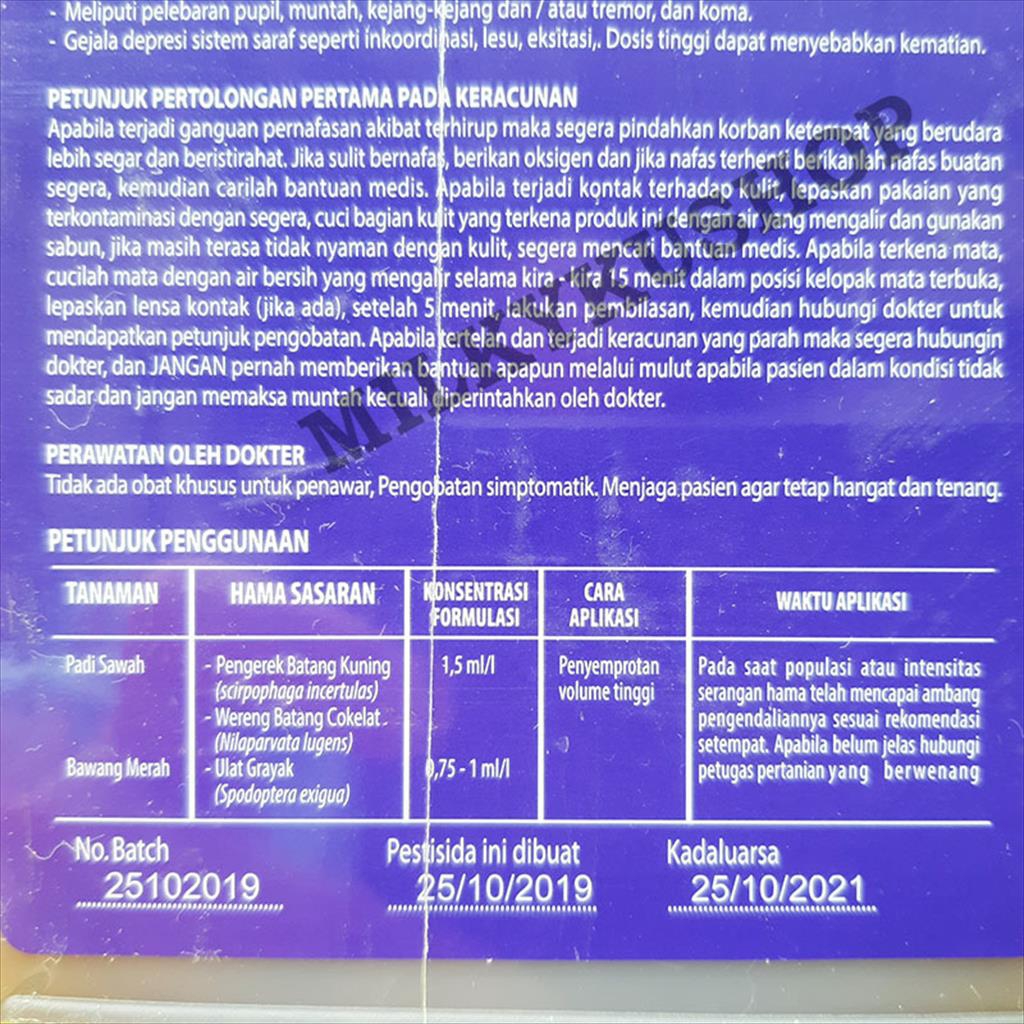 - Meliputi pelebaran pupil, muntah, kejang-kejang dan / atau tremor, dan koma.
- Gejala depresi sistem saraf seperti inkoordinasi, lesu, eksitasi,. Dosis tinggi dapat menyebabkan kematian.
PETUNJUK PERTOLONGAN PERTAMA PADA KERACUNAN
Apabila terjadi ganguan pernafasan akibat terhirup maka segera pindahkan korban ketempat yang berudara
lebih segar dan beristirahat. Jika sulit bernafas, berikan oksigen dan jika nafas terhenti berikanlah nafas buatan
segera, kemudian carilah bantuan medis. Apabila terjadi kontak terhadap kulit, lepaskan pakaian yang
terkontaminasi dengan segera, cuci bagian kulit yang terkena produk ini dengan air yang mengalir dan gunakan
sabun, jika masih terasa tidak nyaman dengan kulit, segera mencari bantuan medis. Apabila terkena mata,
cucilah mata dengan air bersih yang mengalir selama kira - kira 15 menit dalam posisi kelopak mata terbuka,
lepaskan lensa kontak (jika ada), setelah 5 menit lakukan pembilasan, kemudian hubungi dokter untuk
mendapatkan petunjuk pengobatan. Apabila tertelan dan terjadi keracunan yang parah maka segera hubungin
dokter, dan JANGAN pernah memberikan bantuan apapun melalui mulut apabila pasien dalam kondisi tidak
sadar dan jangan memaksa muntah kecuali diperintahkan oleh dokter.
MILKYKUSHOP
PERAWATAN OLEH DOKTER
Tidak ada obat khusus untuk penawar, Pengobatan simptomatik. Menjaga pasien agar tetap hangat dan tenang.
PETUNJUK PENGGUNAAN
TANAMAN HAMA SASARAN KONSENTRASI FORMULASI CARA APLIKASI WAKTU APLIKASI
Padi Sawah - Pengerek Batang Kuning 1,5 ml/l Penyemprotan Pada saat populasi atau intensitas
(scirpophaga incertulas) volume tinggi serangan hama telah mencapai ambang
- Wereng Batang Cokelat pengendaliannya sesuai rekomendasi
(Nilaparvata lugens) setempat. Apabila belum jelas hubungi
Bawang Merah - Ulat Grayak 0,75 - 1 ml/l petugas pertanian yang berwenang
(Spodoptera exigua)
No. Batch Pestisida ini dibuat Kadaluarsa
25102019 25/10/2019 25/10/2021